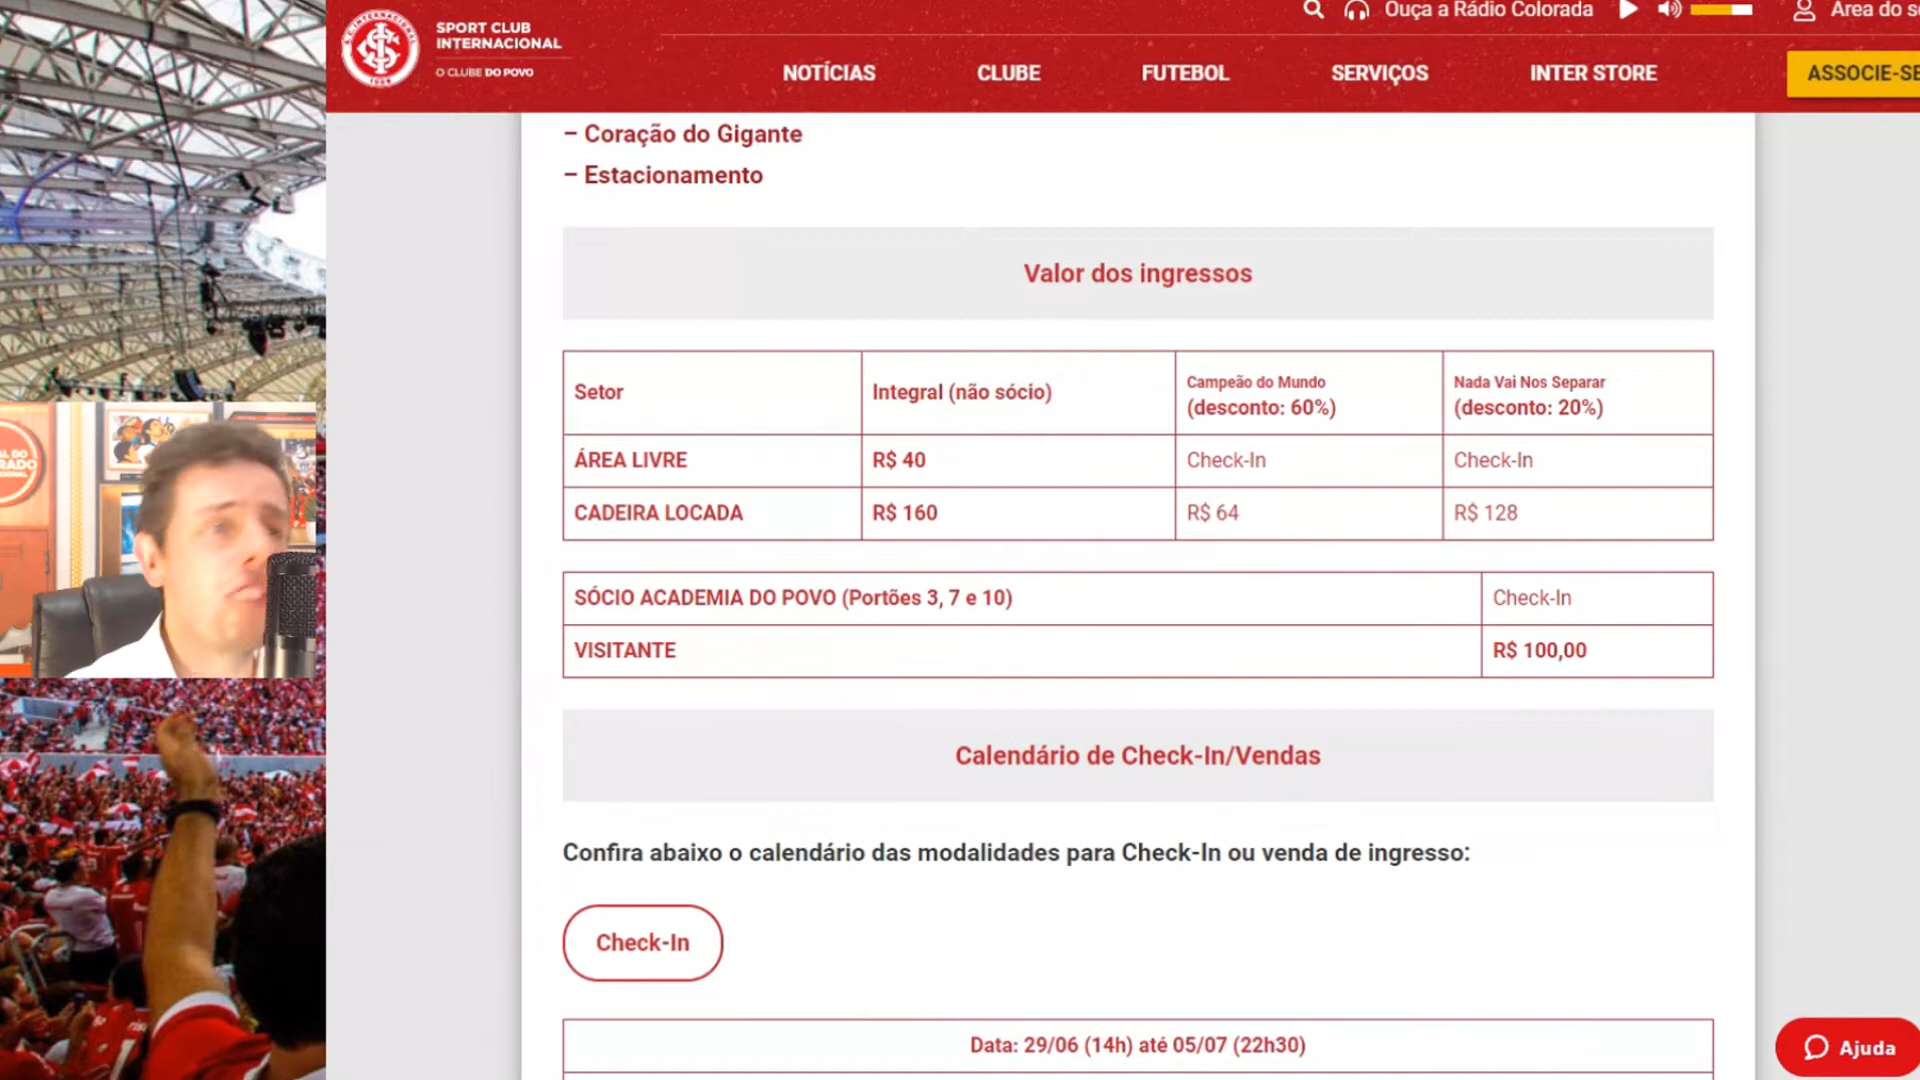 SPORT CLUB
INTERNACIONAL
O CLUBE DO POVO
Ouça a Rádio Colorada
NOTÍCIAS
CLUBE
FUTEBOL
SERVIÇOS
INTER STORE
ASSOCIE-SE
– Coração do Gigante
– Estacionamento
Valor dos ingressos
Setor
Integral (não sócio)
Campeão do Mundo
(desconto: 60%)
Nada Vai Nos Separar
(desconto: 20%)
ÁREA LIVRE
R$ 40
Check-In
Check-In
CADEIRA LOCADA
R$ 160
R$ 64
R$ 128
SÓCIO ACADEMIA DO POVO (Portões 3, 7 e 10)
Check-In
VISITANTE
R$ 100,00
Calendário de Check-In/Vendas
Confira abaixo o calendário das modalidades para Check-In ou venda de ingresso:
Check-In
Data: 29/06 (14h) até 05/07 (22h30)
Ajuda